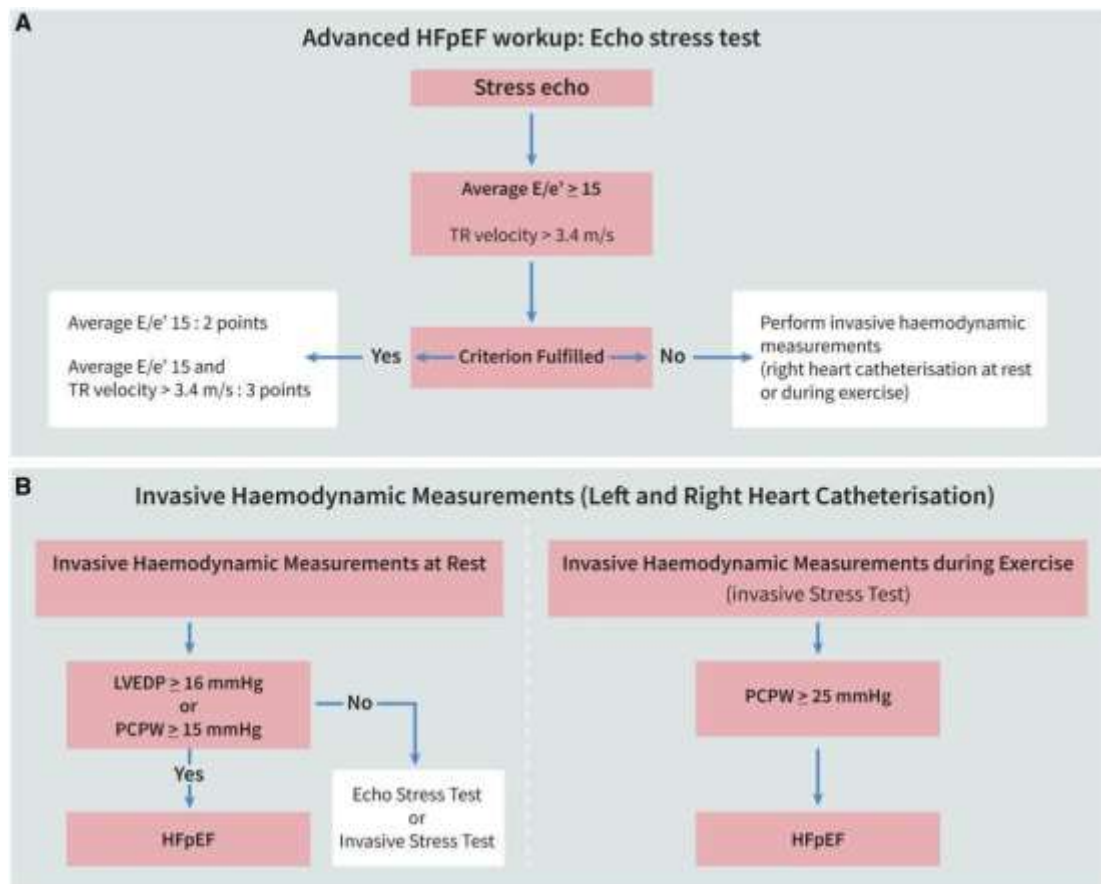 A
Advanced HFpEF workup: Echo stress test
Stress echo
Average E/e' ≥ 15
TR velocity > 3.4 m/s
Average E/e' 15 : 2 points
Average E/e' 15 and
TR velocity > 3.4 m/s : 3 points
Yes
Criterion Fulfilled
No
Perform invasive haemodynamic
measurements
(right heart catheterisation at rest
or during exercise)
B
Invasive Haemodynamic Measurements (Left and Right Heart Catheterisation)
Invasive Haemodynamic Measurements at Rest
LVEDP ≥ 16 mmHg
or
PCPW ≥ 15 mmHg
No
Yes
Echo Stress Test
or
Invasive Stress Test
HFpEF
Invasive Haemodynamic Measurements during Exercise
(invasive Stress Test)
PCPW ≥ 25 mmHg
HFpEF